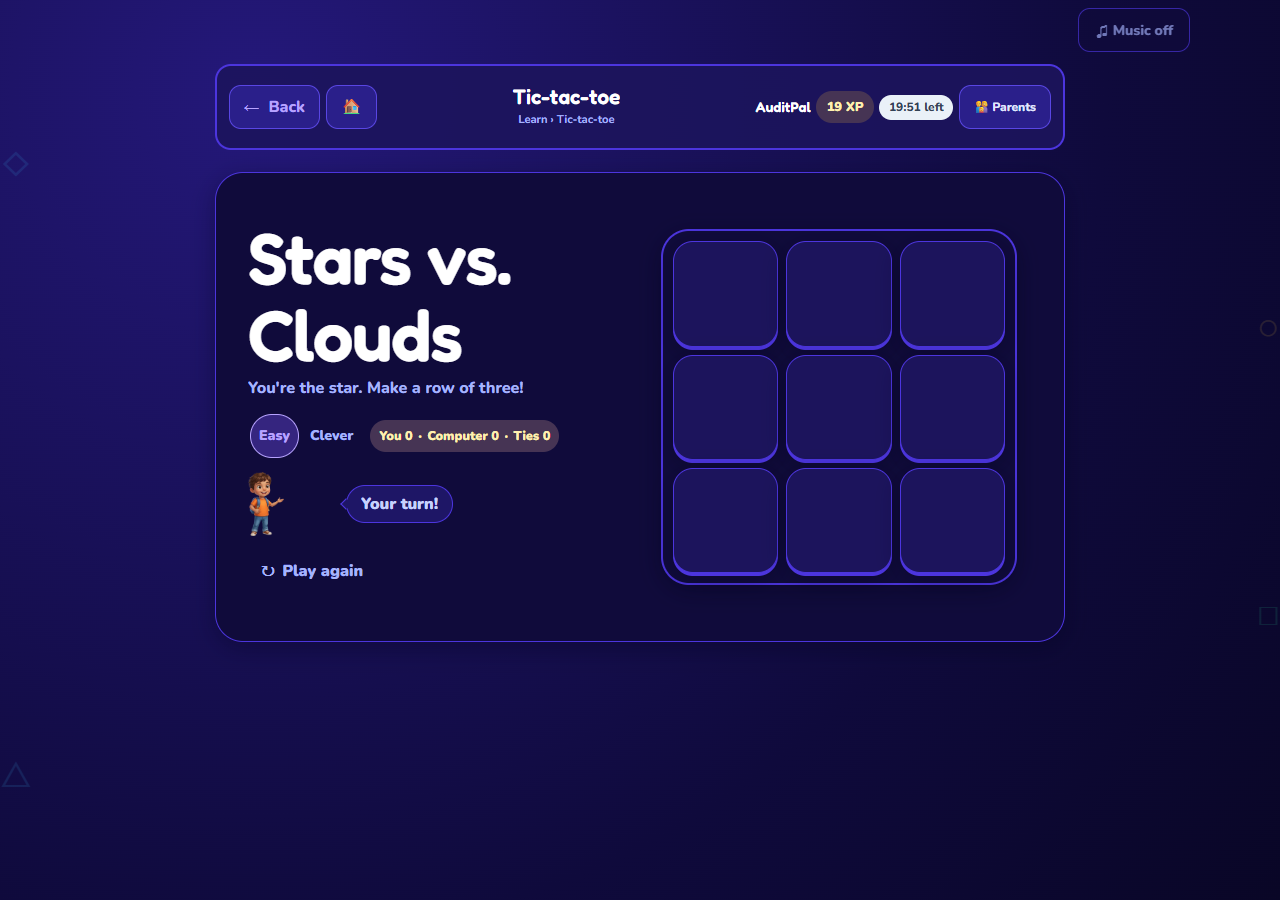 ♫ Music off
← Back
Tic-tac-toe
Learn › Tic-tac-toe
AuditPal
19 XP
19:51 left
Parents
Stars vs.
Clouds
You're the star. Make a row of three!
Easy
Clever
You 0 · Computer 0 · Ties 0
Your turn!
↻ Play again